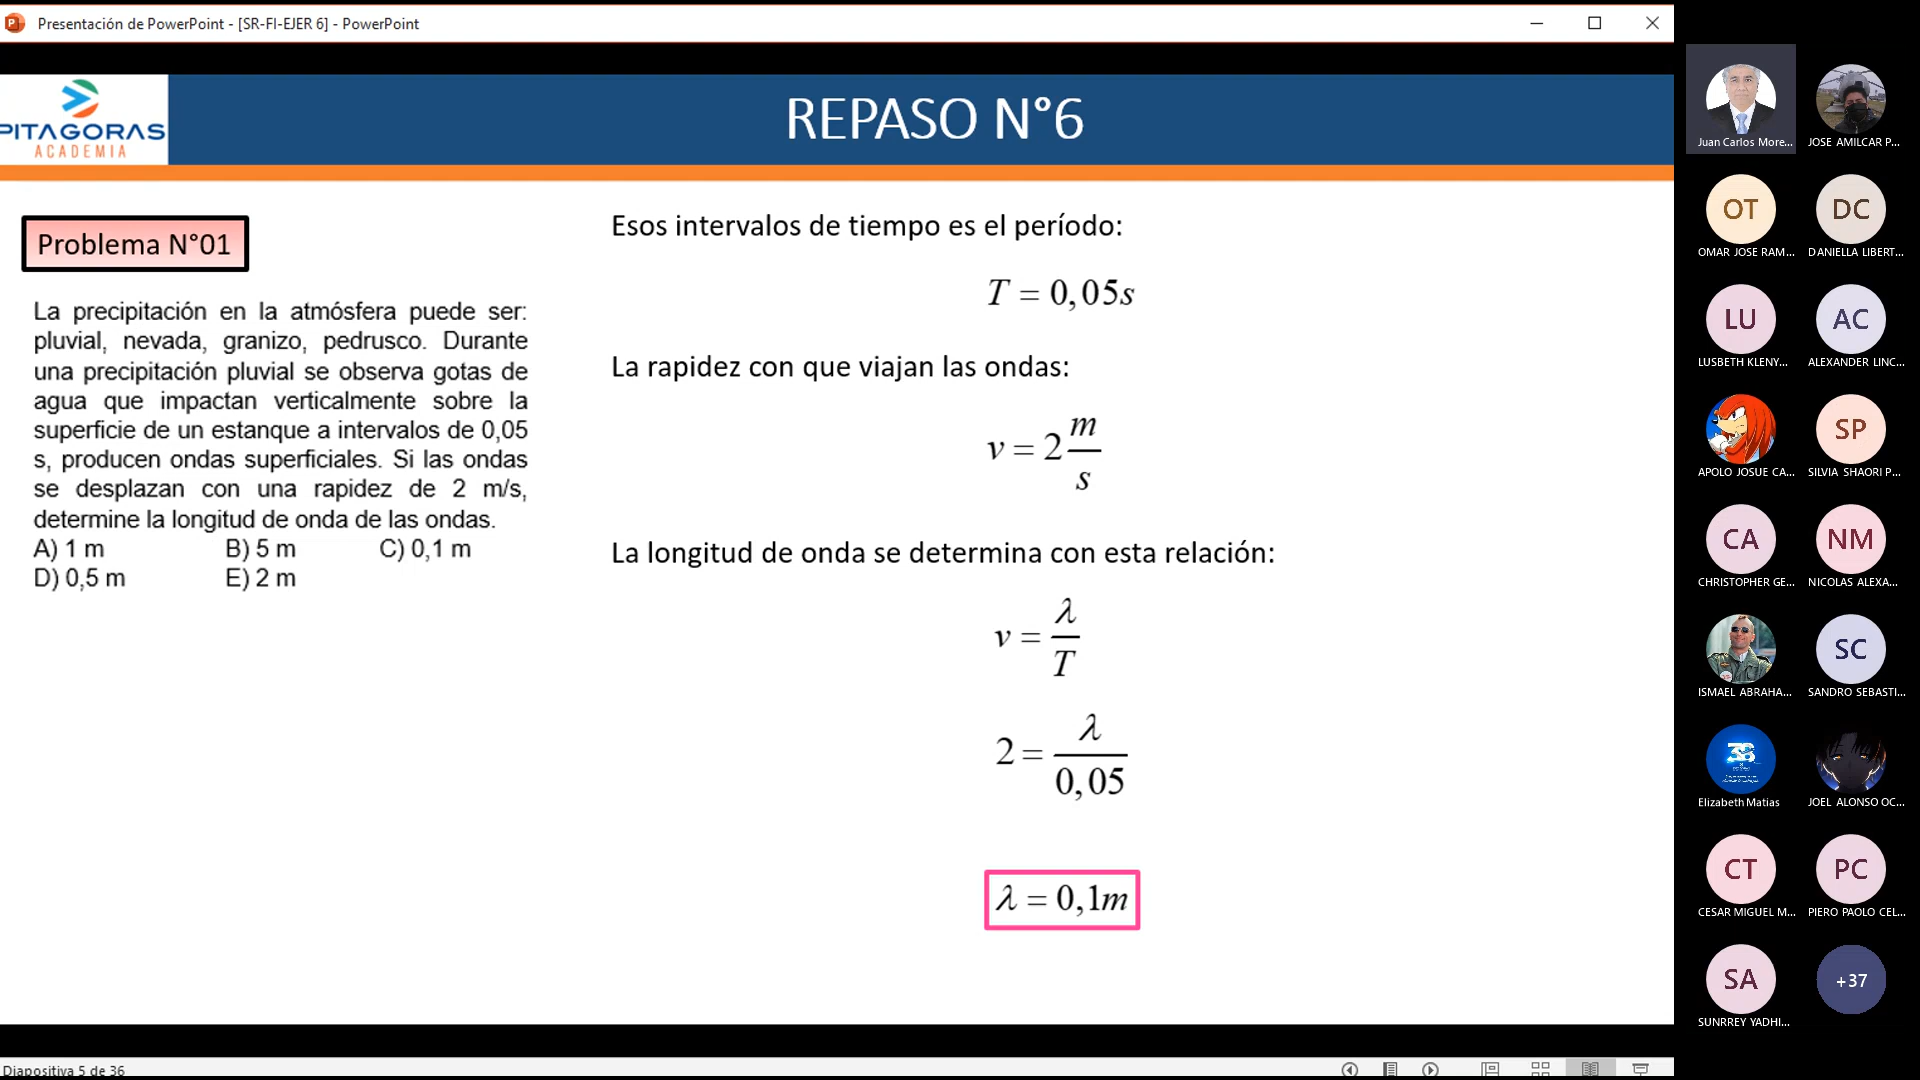 Presentación de PowerPoint - [SR-FI-EJER 6] - PowerPoint
PITAGORAS
ACADEMIA
REPASO N°6
Problema N°01
La precipitación en la atmósfera puede ser:
pluvial, nevada, granizo, pedrusco. Durante
una precipitación pluvial se observa gotas de
agua que impactan verticalmente sobre la
superficie de un estanque a intervalos de 0,05
s, producen ondas superficiales. Si las ondas
se desplazan con una rapidez de 2 m/s,
determine la longitud de onda de las ondas.
A) 1 m B) 5 m C) 0,1 m
D) 0,5 m E) 2 m
Esos intervalos de tiempo es el período:
T = 0,05s
La rapidez con que viajan las ondas:
v = 2 m/s
La longitud de onda se determina con esta relación:
v = λ/T
2 = λ/0,05
λ = 0,1m
Juan Carlos More...
JOSE AMILCAR P...
OT
DC
OMAR JOSE RAM...
DANIELLA LIBERT...
LU
AC
LUSBETH KLENY...
ALEXANDER LINC...
SP
APOLO JOSUE CA...
SILVIA SHAORI P...
CA
NM
CHRISTOPHER GE...
NICOLAS ALEXA...
SC
ISMAEL ABRAHA...
SANDRO SEBASTI...
Elizabeth Matias
JOEL ALONSO OC...
CT
PC
CESAR MIGUEL M...
PIERO PAOLO CEL...
SA
+37
SUNRREY YADHI...
Diapositiva 5 de 36